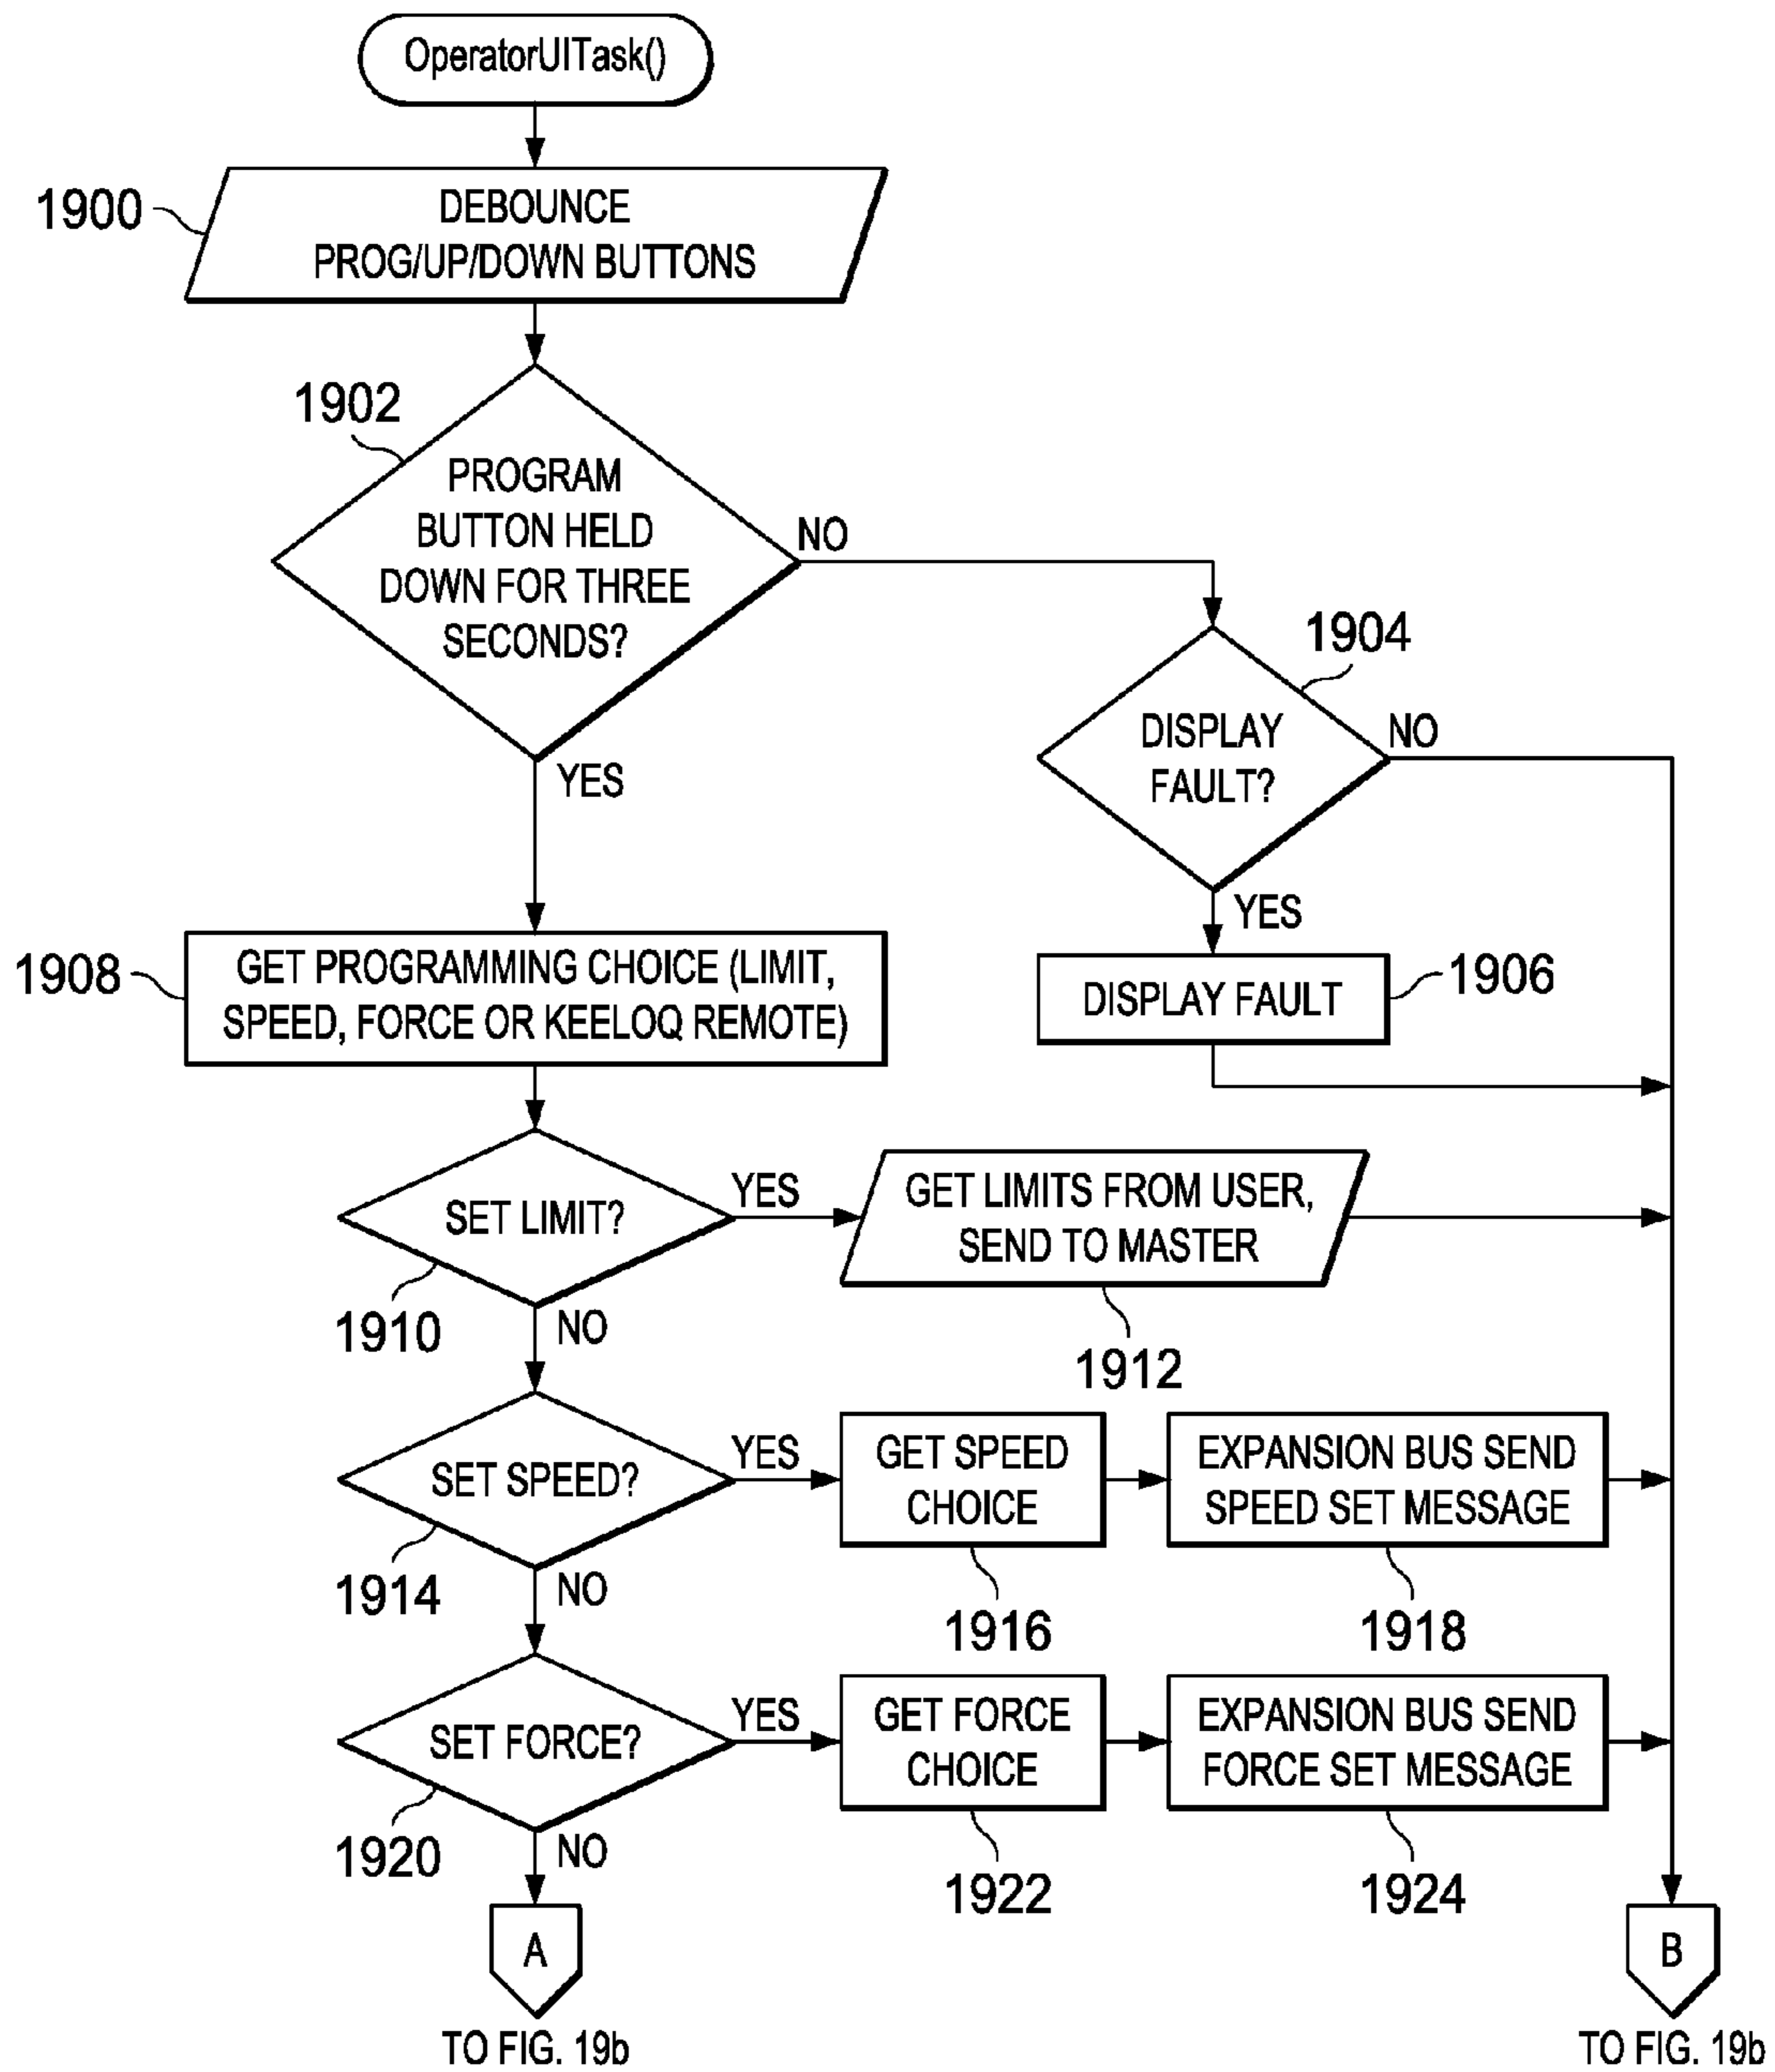 OperatorUITask()
1900
DEBOUNCE
PROG/UP/DOWN BUTTONS
1902
PROGRAM
BUTTON HELD
DOWN FOR THREE
SECONDS?
NO
YES
1904
DISPLAY
FAULT?
NO
YES
1908
GET PROGRAMMING CHOICE (LIMIT,
SPEED, FORCE OR KEELOQ REMOTE)
DISPLAY FAULT
1906
SET LIMIT?
YES
1910
NO
GET LIMITS FROM USER,
SEND TO MASTER
1912
SET SPEED?
YES
1914
NO
GET SPEED
CHOICE
1916
EXPANSION BUS SEND
SPEED SET MESSAGE
1918
SET FORCE?
YES
1920
NO
GET FORCE
CHOICE
1922
EXPANSION BUS SEND
FORCE SET MESSAGE
1924
A
TO FIG. 19b
B
TO FIG. 19b